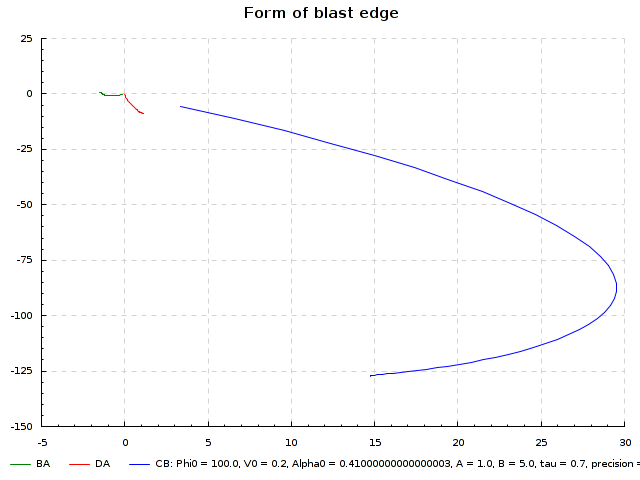 Form of blast edge
25
0
-25
-50
-75
-100
-125
-150
-5 0 5 10 15 20 25 30
BA DA CB: Phi0 = 100.0, V0 = 0.2, Alpha0 = 0.41000000000000003, A = 1.0, B = 5.0, tau = 0.7, precision =